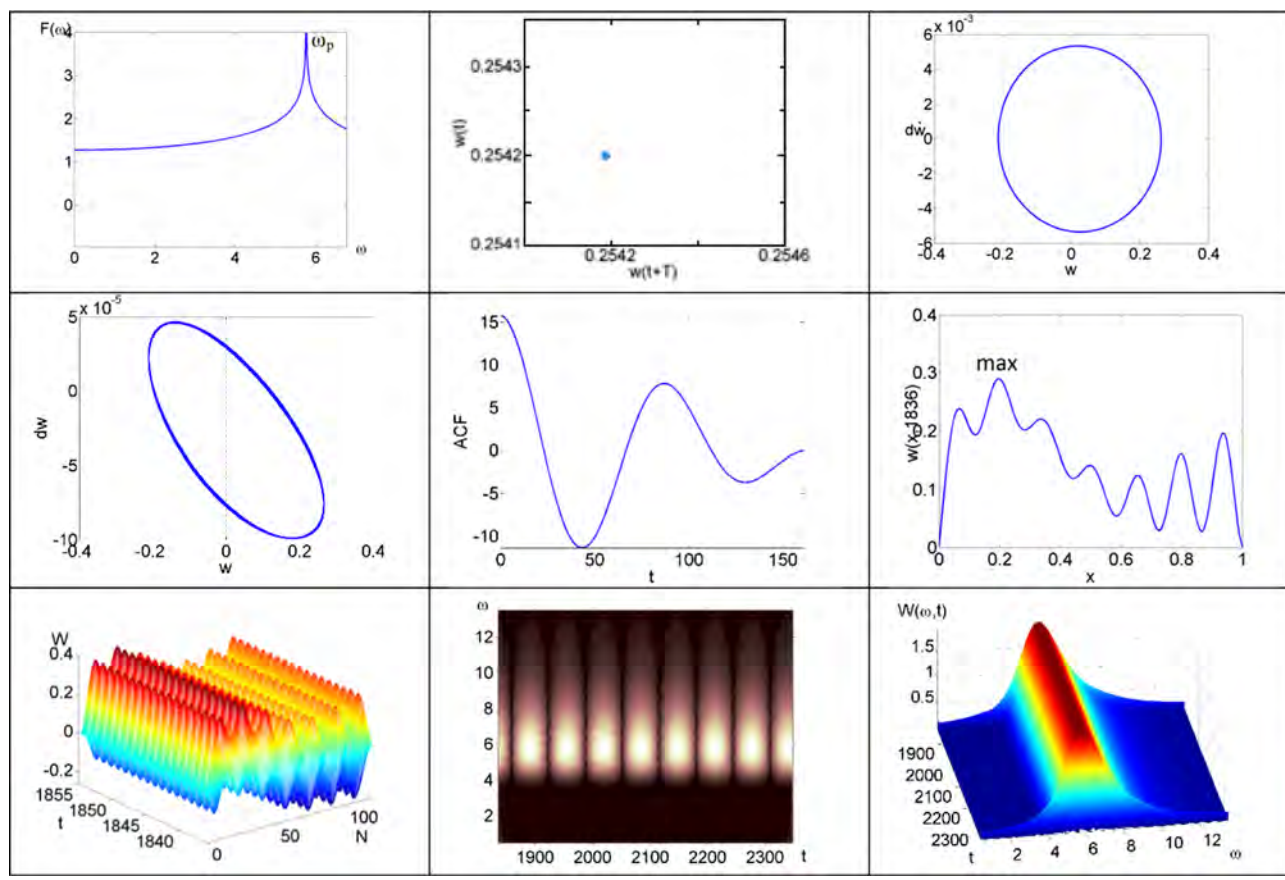 F(ω)
4
ω_p
3
2
1
0
0 2 4 6 ω
0.2543
w(t)
0.2542
0.2541
0.2542 0.2546
w(t+T)
x 10^-3
6
4
2
dẇ 0
-2
-4
-6
-0.4 -0.2 0 0.2 0.4
w
x 10^-5
5
0
dw
-5
-10
-0.4 -0.2 0 0.2 0.4
w
15
10
5
ACF
0
-5
-10
0 50 100 150
t
0.4
max
0.3
w(x,1836)
0.2
0.1
0
0 0.2 0.4 0.6 0.8 1
x
W
0.4
0.2
0
-0.2
1855
1850
t 1845
1840
0
50
N
100
ω
12
10
8
6
4
2
1900 2000 2100 2200 2300 t
W(ω,t)
1.5
1
0.5
1900
2000
2100
2200
2300
t 2 4 6 8 10 12 ω